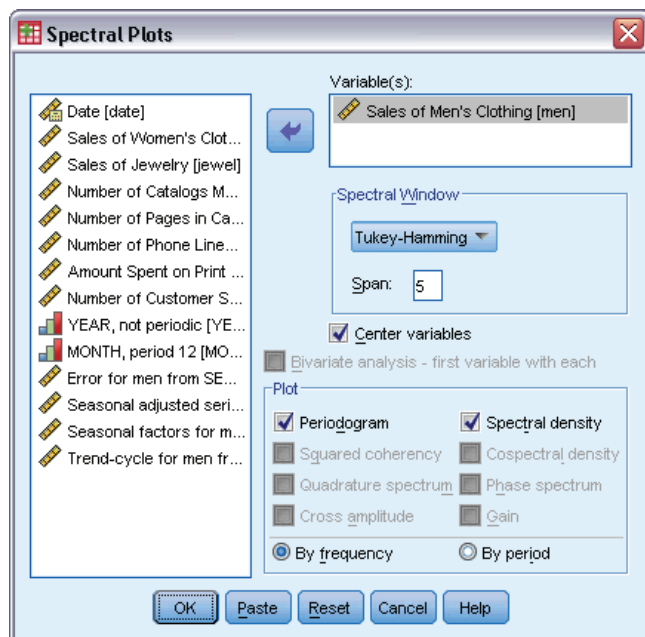 Spectral Plots
Date [date]
Sales of Women's Clot...
Sales of Jewelry [jewel]
Number of Catalogs M...
Number of Pages in Ca...
Number of Phone Line...
Amount Spent on Print ...
Number of Customer S...
YEAR, not periodic [YE...
MONTH, period 12 [MO...
Error for men from SE...
Seasonal adjusted seri...
Seasonal factors for m...
Trend-cycle for men fr...
Variable(s):
Sales of Men's Clothing [men]
Spectral Window
Tukey-Hamming
Span: 5
Center variables
Bivariate analysis - first variable with each
Plot
Periodogram Spectral density
Squared coherency Cospectral density
Quadrature spectrum Phase spectrum
Cross amplitude Gain
By frequency By period
OK Paste Reset Cancel Help